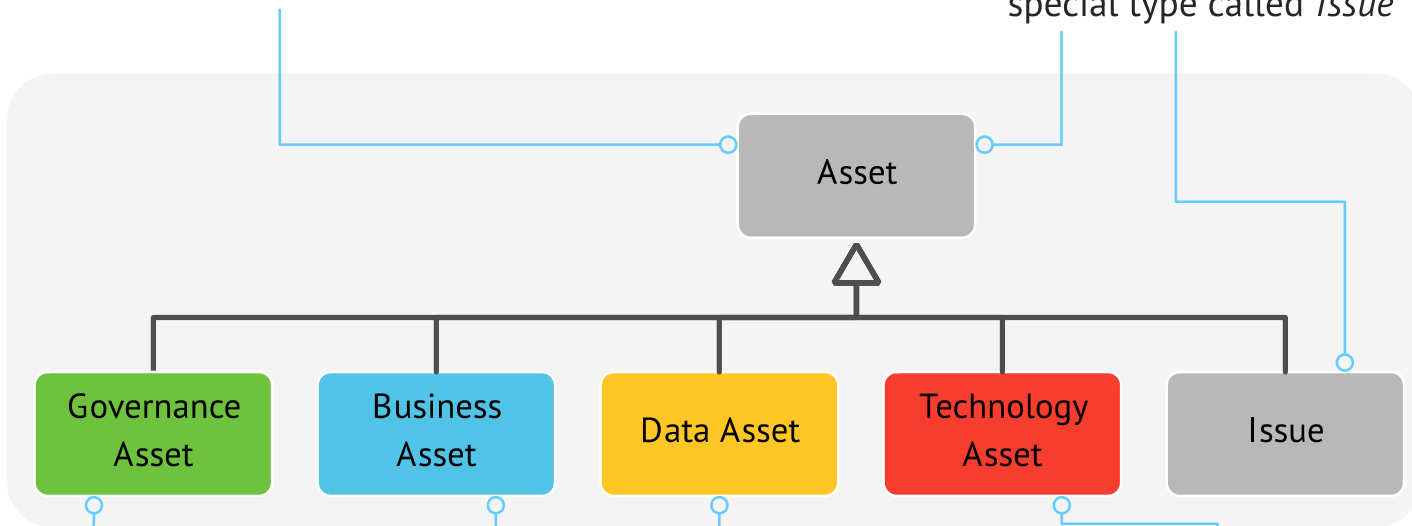 special type called Issue
Asset
Governance
Asset
Business
Asset
Data Asset
Technology
Asset
Issue